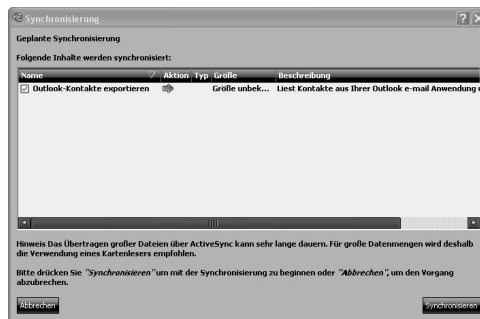 Synchronisierung
Geplante Synchronisierung
Folgende Inhalte werden synchronisiert:
Name Aktion Typ Größe Beschreibung
Outlook-Kontakte exportieren Größe unbek... Liest Kontakte aus Ihrer Outlook e-mail Anwendung
Hinweis Das Übertragen großer Dateien über ActiveSync kann sehr lange dauern. Für große Datenmengen wird deshalb
die Verwendung eines Kartenlesers empfohlen.
Bitte drücken Sie "Synchronisieren" um mit der Synchronisierung zu beginnen oder "Abbrechen", um den Vorgang
abzubrechen.
Abbrechen Synchronisieren